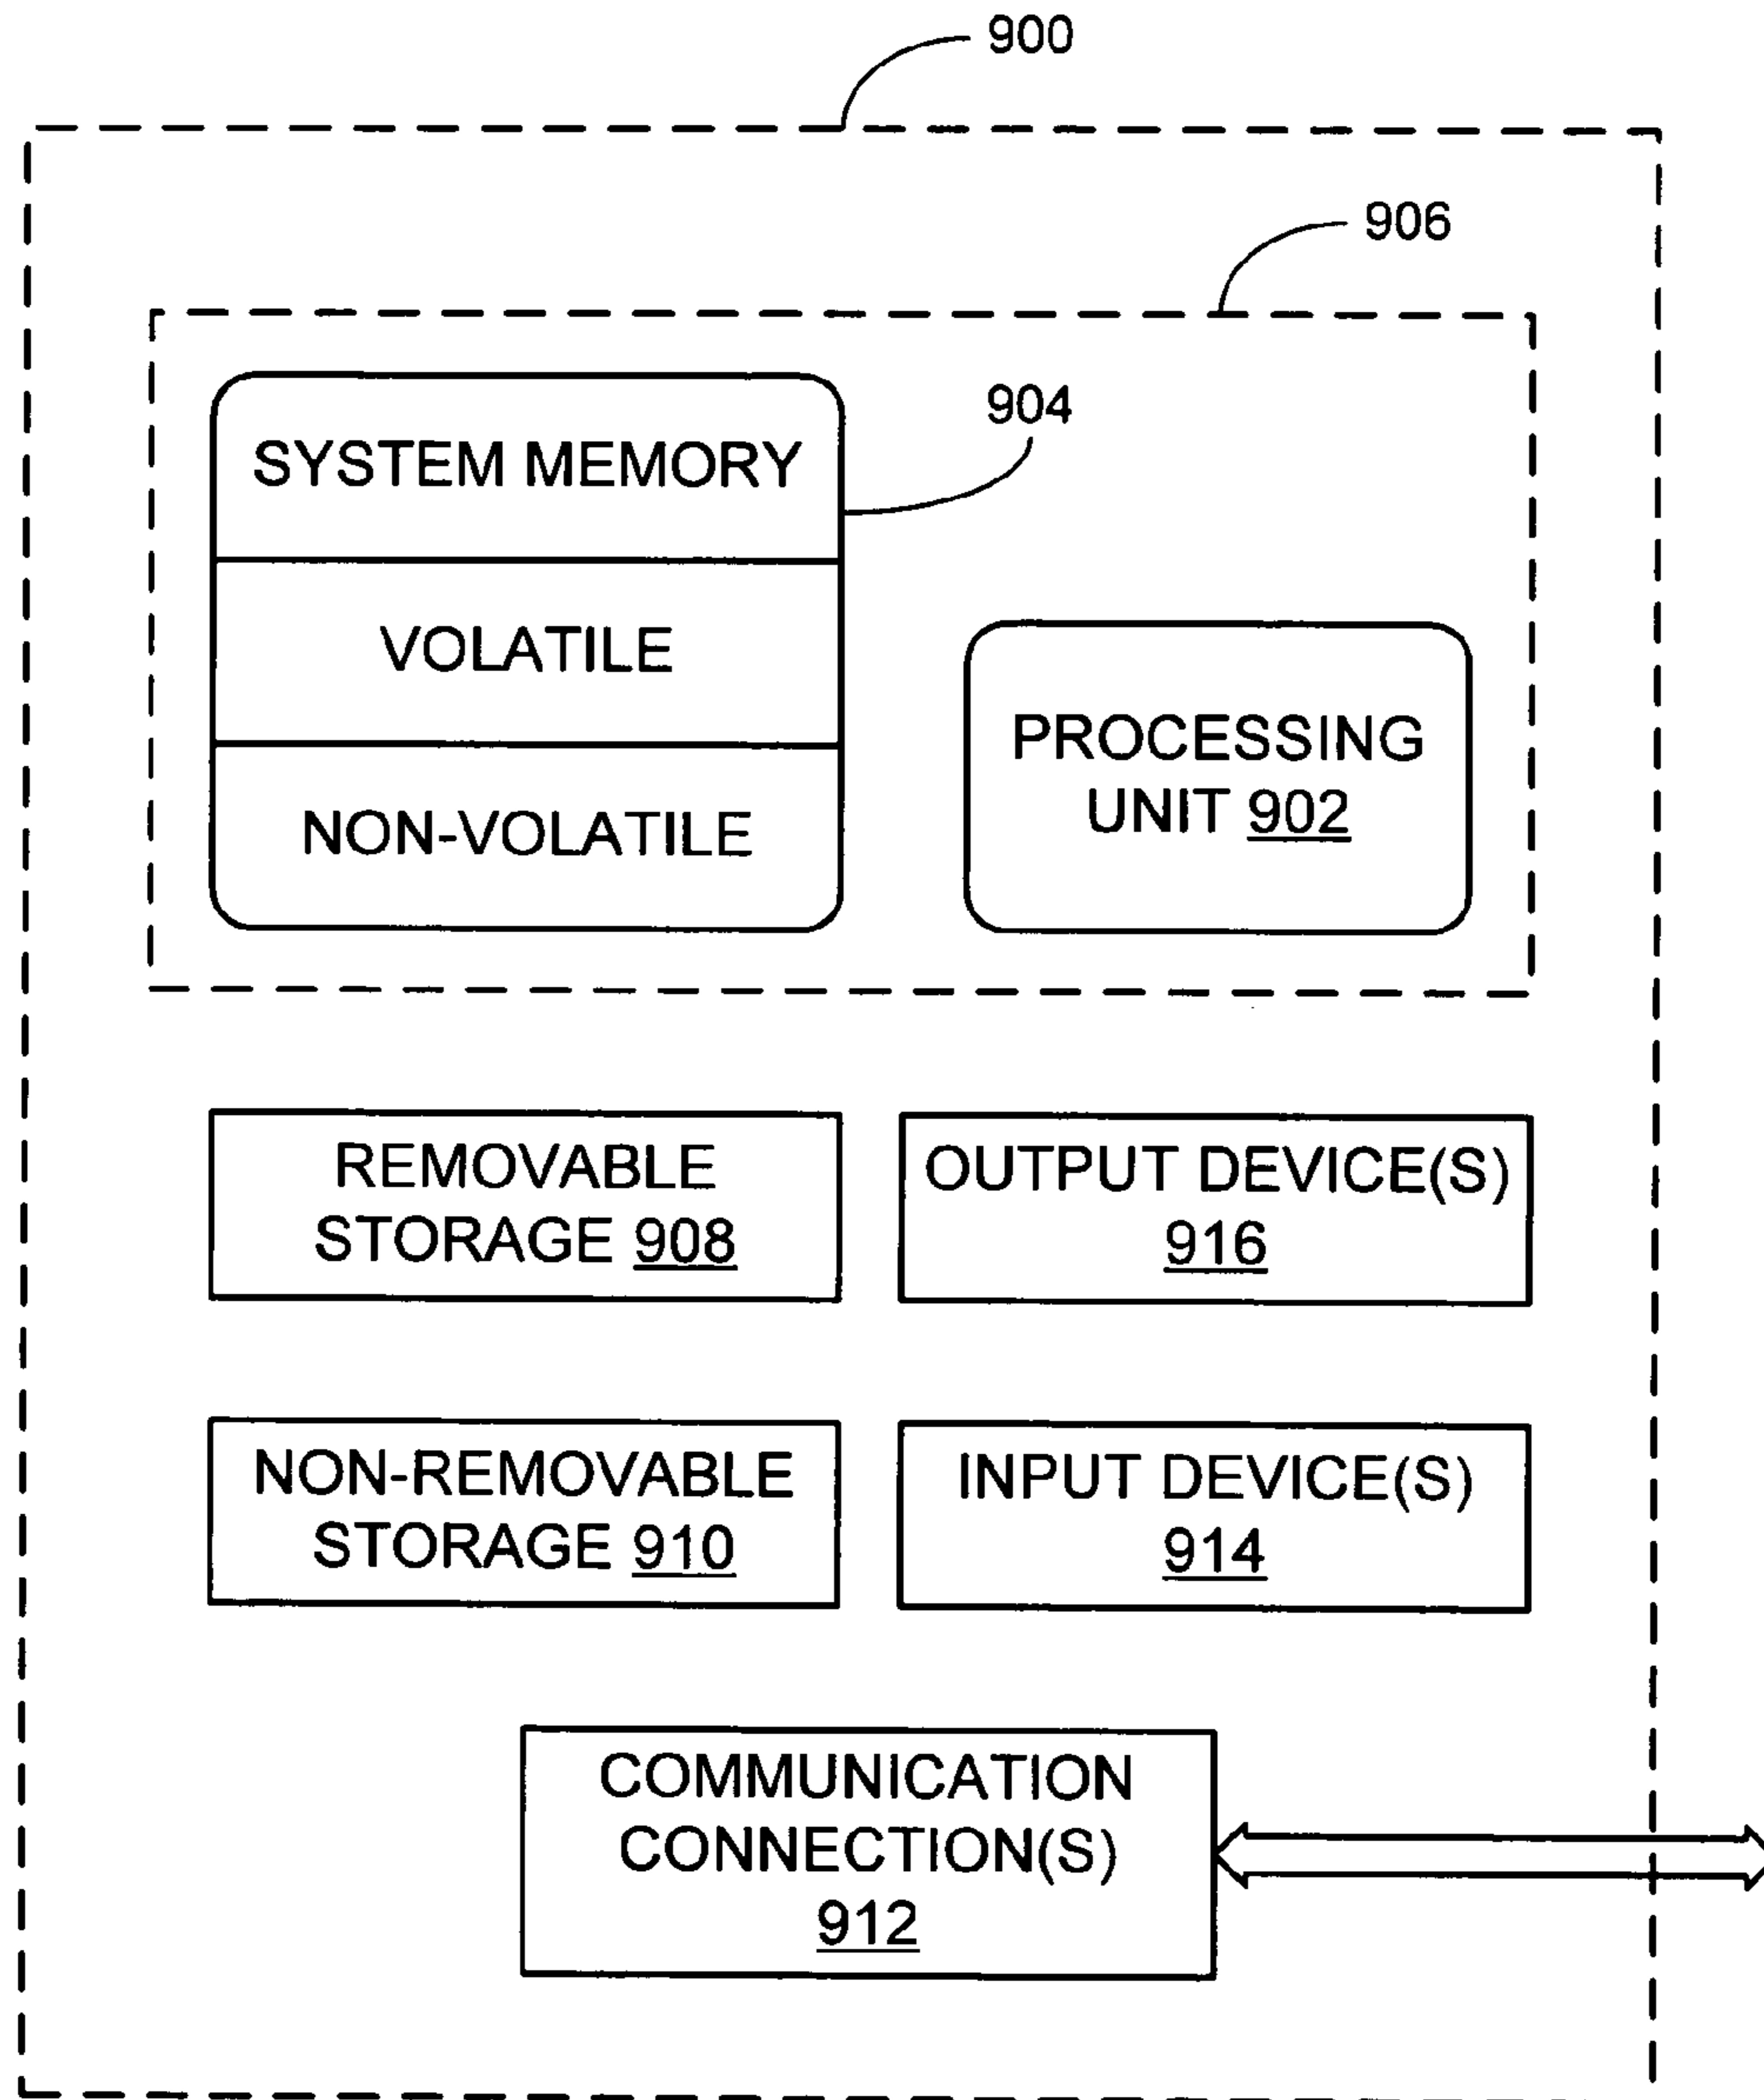 900
906
904
SYSTEM MEMORY
VOLATILE
NON-VOLATILE
PROCESSING
UNIT 902
REMOVABLE
STORAGE 908
OUTPUT DEVICE(S)
916
NON-REMOVABLE
STORAGE 910
INPUT DEVICE(S)
914
COMMUNICATION
CONNECTION(S)
912